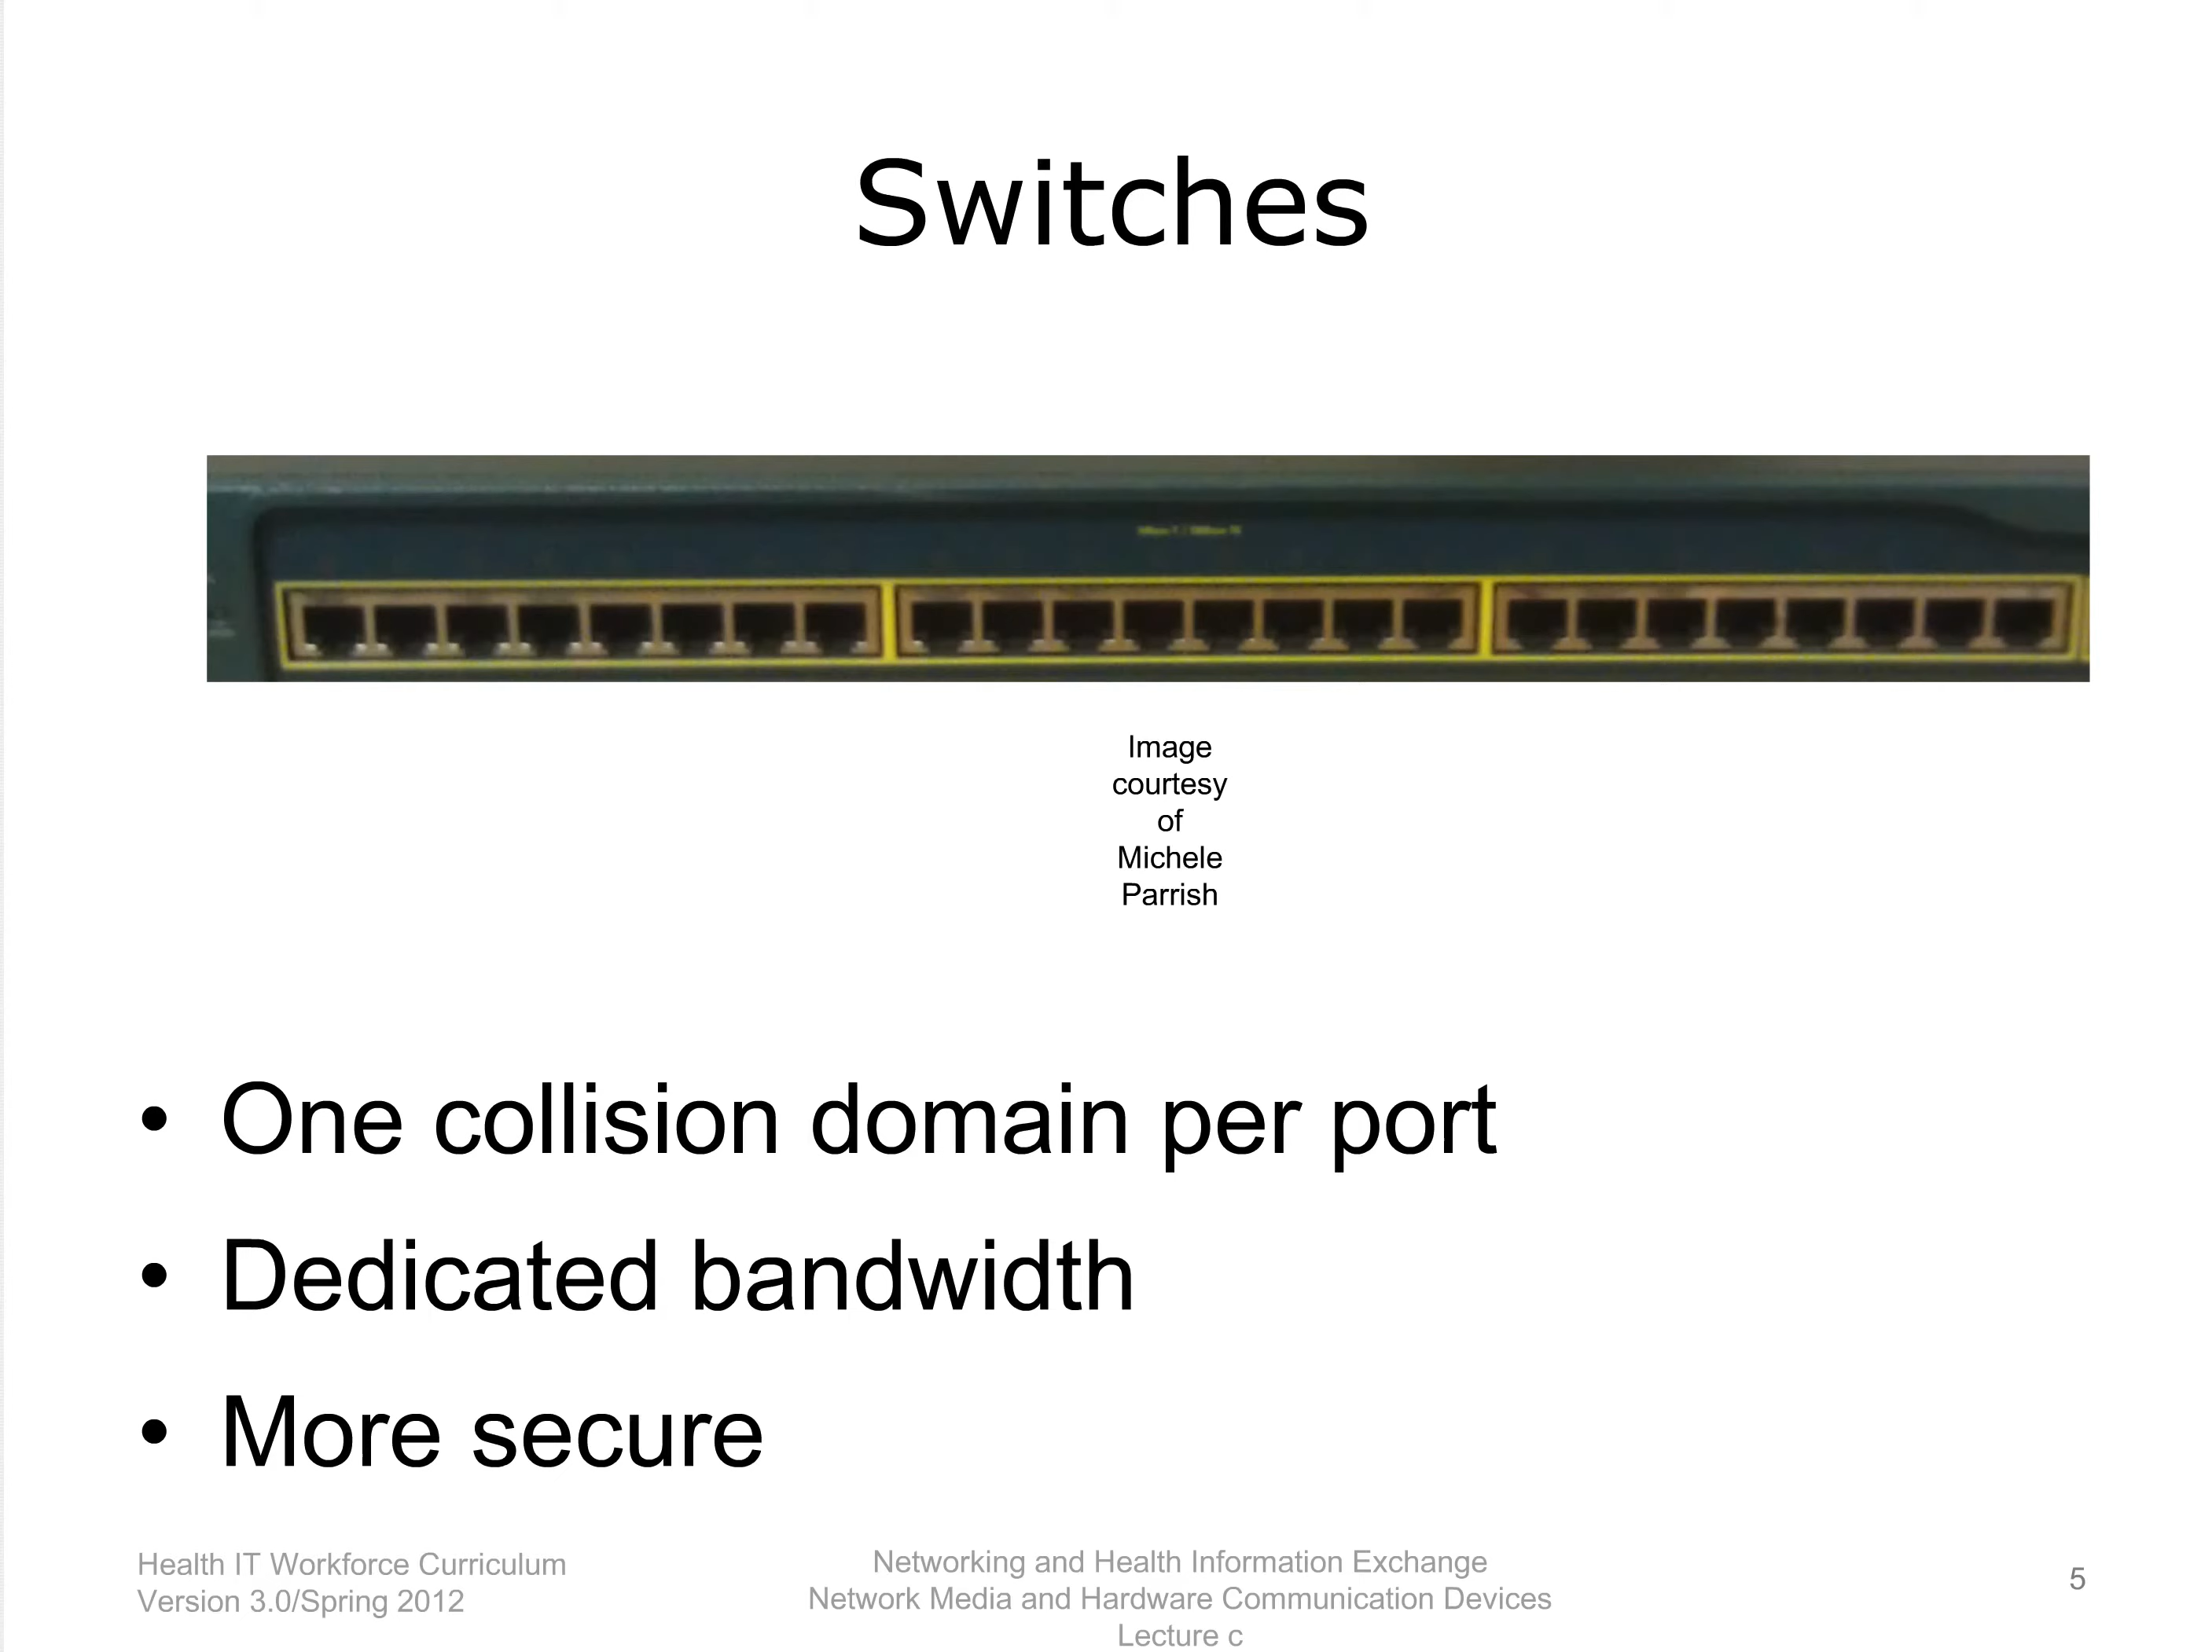 Switches
Image
courtesy
of
Michele
Parrish
• One collision domain per port
• Dedicated bandwidth
• More secure
Health IT Workforce Curriculum
Version 3.0/Spring 2012
Networking and Health Information Exchange
Network Media and Hardware Communication Devices
Lecture c
5